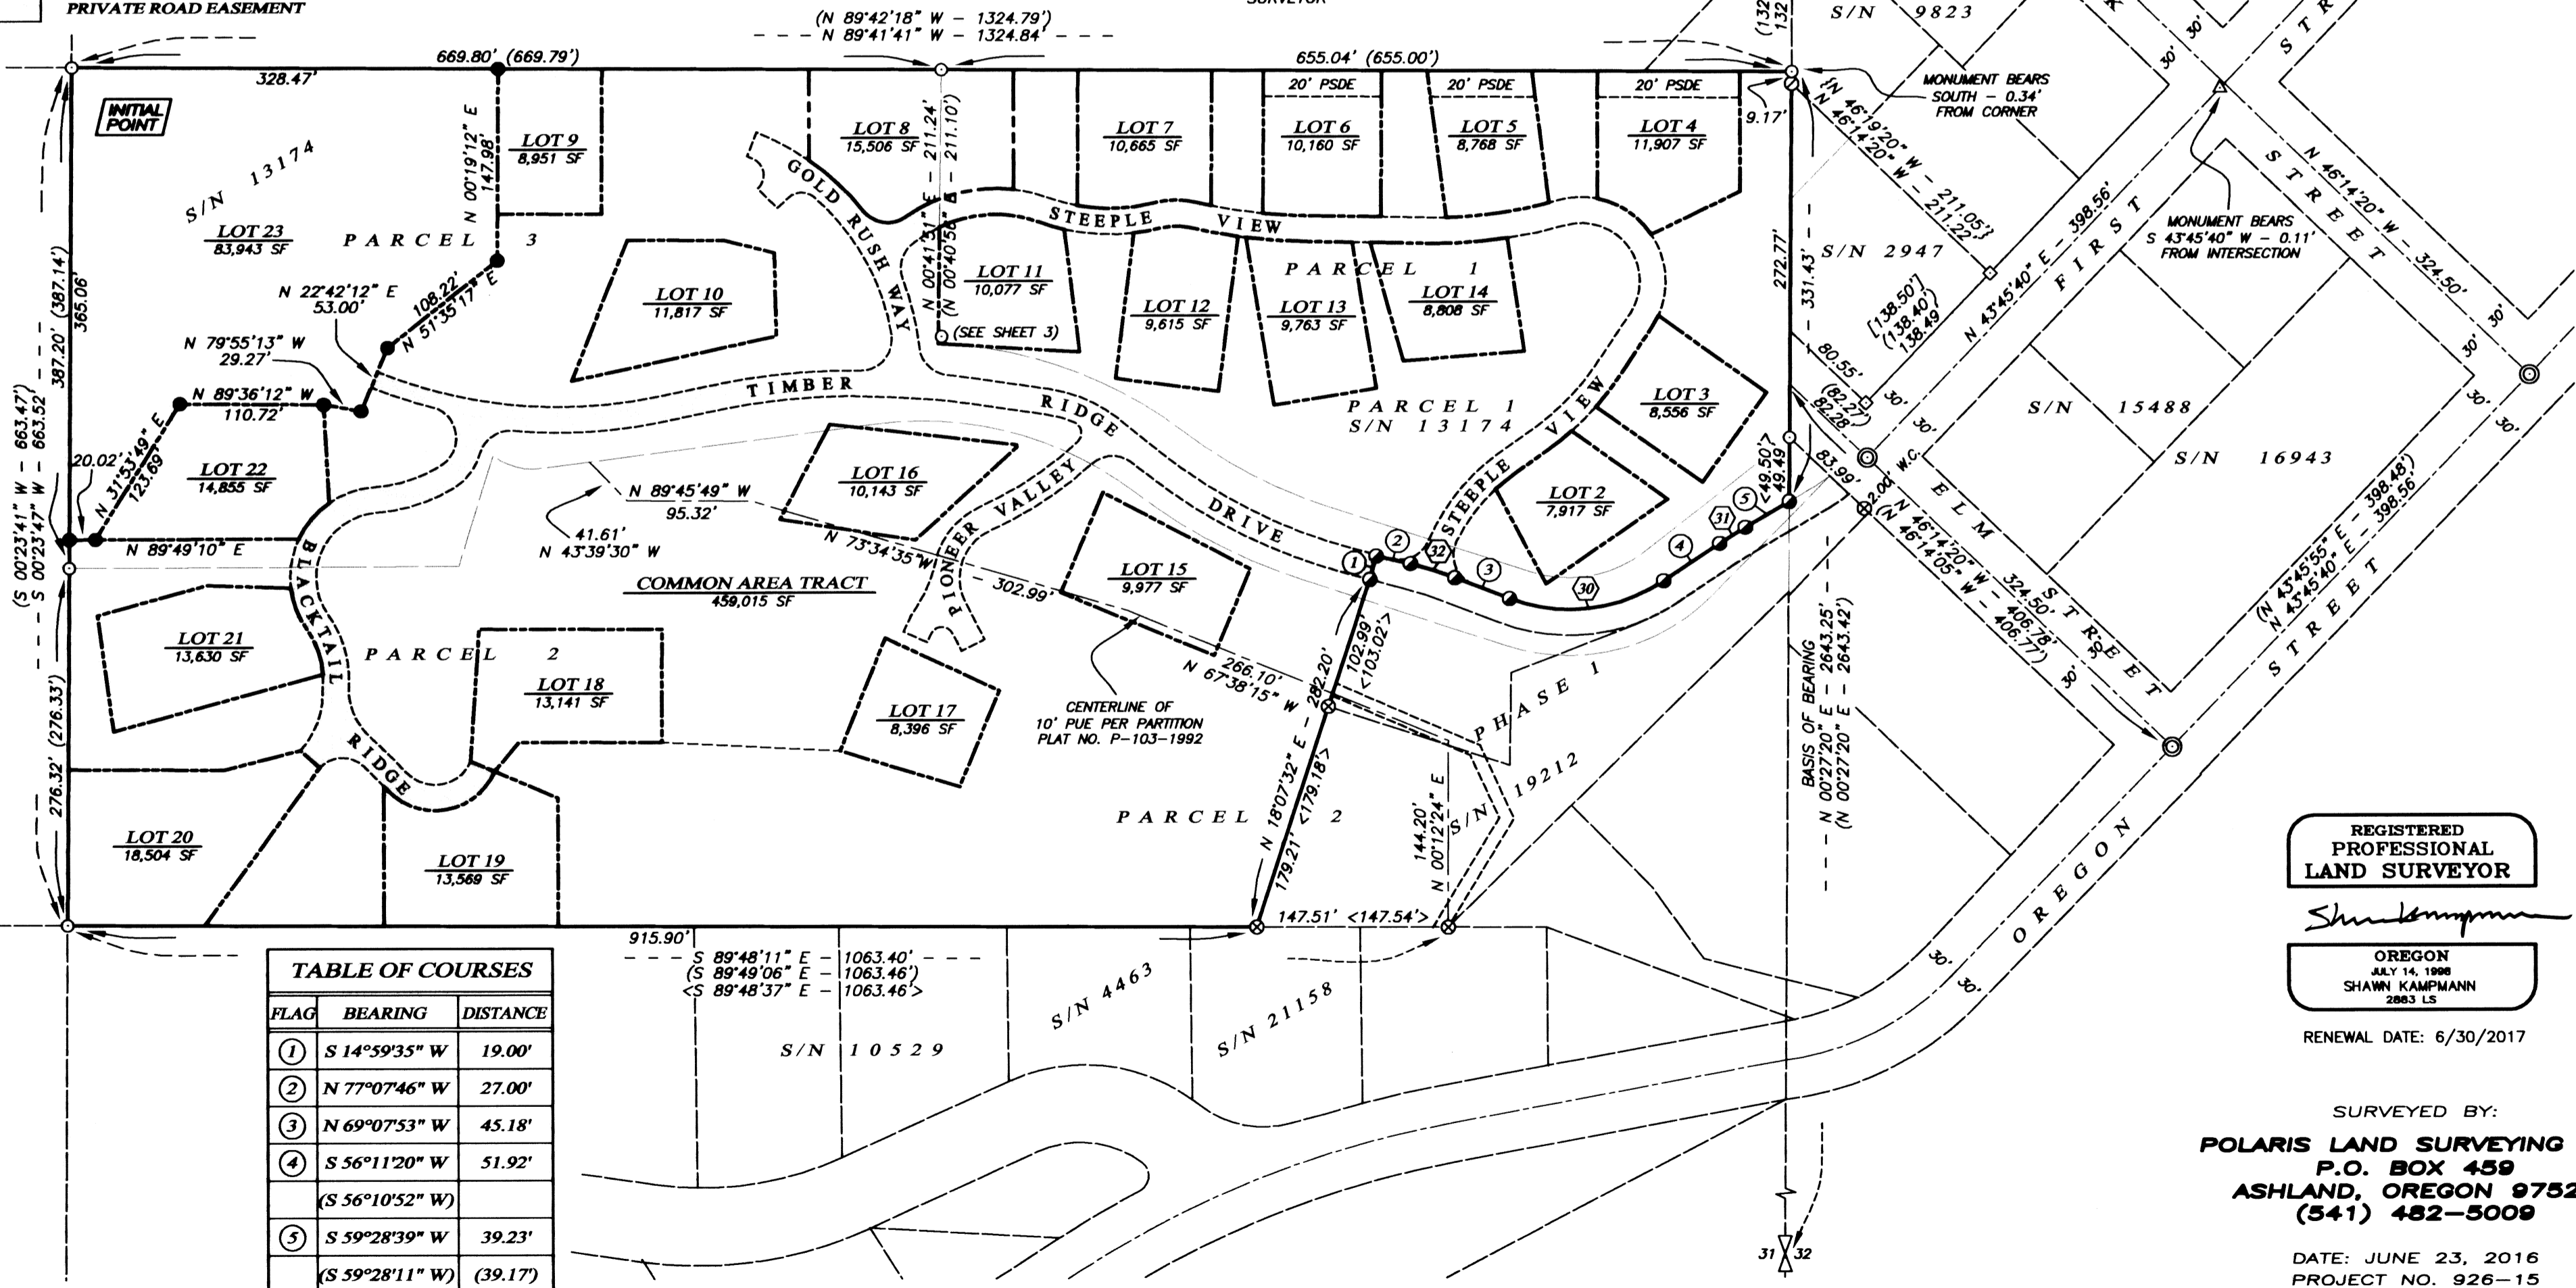 PRIVATE ROAD EASEMENT
(N 89°42'18" W - 1324.79')
N 89°41'41" W - 1324.84'
669.80' (669.79')
655.04' (655.00')
328.47'
INITIAL
POINT
S/N 13174
LOT 23
83,943 SF
PARCEL 3
N 00°19'12" E
147.98'
LOT 9
8,951 SF
LOT 8
15,506 SF
N 00°41'31" E - 211.24'
(N 00°40'58" E - 211.10')
LOT 7
10,665 SF
20' PSDE
LOT 6
10,160 SF
20' PSDE
LOT 5
8,768 SF
20' PSDE
LOT 4
11,907 SF
9.17'
MONUMENT BEARS
SOUTH - 0.34'
FROM CORNER
S/N 9823
{N 46°19'20" W - 211.05'}
N 46°14'20" W - 211.22'
GOLD RUSH WAY
STEEPLE VIEW
PARCEL 1
S/N 2947
272.77'
331.43'
N 43°45'40" E - 398.56'
FIRST
STREET
N 46°14'20" W - 324.50'
MONUMENT BEARS
S 43°45'40" W - 0.11'
FROM INTERSECTION
30'
30'
30'
30'
30'
30'
30'
30'
[138.50']
(138.40')
138.49'
387.20' (387.14')
365.06'
(S 00°23'41" W - 663.47')
S 00°23'47" W - 663.52'
N 22°42'12" E
53.00'
108.22'
N 51°35'17" E
N 79°55'13" W
29.27'
N 89°36'12" W
110.72'
N 31°53'49" E
123.69'
20.02'
N 89°49'10" E
LOT 22
14,855 SF
LOT 10
11,817 SF
LOT 11
10,077 SF
(SEE SHEET 3)
LOT 12
9,615 SF
LOT 13
9,763 SF
LOT 14
8,808 SF
TIMBER RIDGE DRIVE
PARCEL 1
S/N 13174
LOT 3
8,556 SF
LOT 2
7,917 SF
STEEPLE VIEW
80.55'
(82.27')
82.28'
83.99'
2.00' W.C.
<49.50'>
49.49'
S/N 15488
S/N 16943
LOT 16
10,143 SF
N 89°45'49" W
95.32'
41.61'
N 43°39'30" W
N 73°34'35" W
302.99'
PIONEER VALLEY
LOT 15
9,977 SF
COMMON AREA TRACT
459,015 SF
1
2
32
3
30
4
31
5
BLACKTAIL RIDGE
LOT 21
13,630 SF
PARCEL 2
LOT 18
13,141 SF
LOT 17
8,396 SF
CENTERLINE OF
10' PUE PER PARTITION
PLAT NO. P-103-1992
266.10'
N 67°38'15" W
N 18°07'32" E - 282.20'
102.99'
<103.02'>
179.21' <179.18'>
PHASE 1
S/N 19212
144.20'
N 00°12'24" E
BASIS OF BEARING
N 00°27'20" E - 2643.25'
(N 00°27'20" E - 2643.42')
ELM STREET
324.50'
N 46°14'20" W - 406.78'
(N 46°14'05" W - 406.77')
30'
30'
(N 43°45'55" E - 398.48')
N 43°45'40" E - 398.56'
OREGON STREET
30'
30'
276.32' (276.33')
LOT 20
18,504 SF
LOT 19
13,569 SF
PARCEL 2
147.51' <147.54'>
915.90'
S 89°48'11" E - 1063.40'
(S 89°49'06" E - 1063.46')
<S 89°48'37" E - 1063.46'>
S/N 4463
S/N 21158
S/N 10529
31
32
TABLE OF COURSES
FLAG BEARING DISTANCE
1 S 14°59'35" W 19.00'
2 N 77°07'46" W 27.00'
3 N 69°07'53" W 45.18'
4 S 56°11'20" W 51.92'
(S 56°10'52" W)
5 S 59°28'39" W 39.23'
(S 59°28'11" W) (39.17')
REGISTERED
PROFESSIONAL
LAND SURVEYOR
OREGON
JULY 14, 1998
SHAWN KAMPMANN
2883 LS
RENEWAL DATE: 6/30/2017
SURVEYED BY:
POLARIS LAND SURVEYING
P.O. BOX 459
ASHLAND, OREGON 9752
(541) 482-5009
DATE: JUNE 23, 2016
PROJECT NO. 926-15